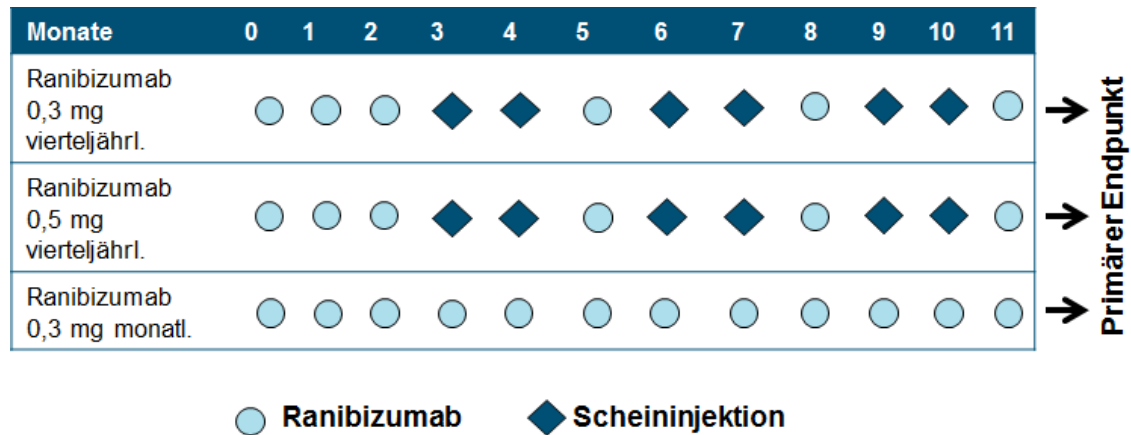 Monate 0 1 2 3 4 5 6 7 8 9 10 11
Ranibizumab
0,3 mg
vierteljährl.
Ranibizumab
0,5 mg
vierteljährl.
Ranibizumab
0,3 mg monatl.
Primärer Endpunkt
Ranibizumab Scheininjektion